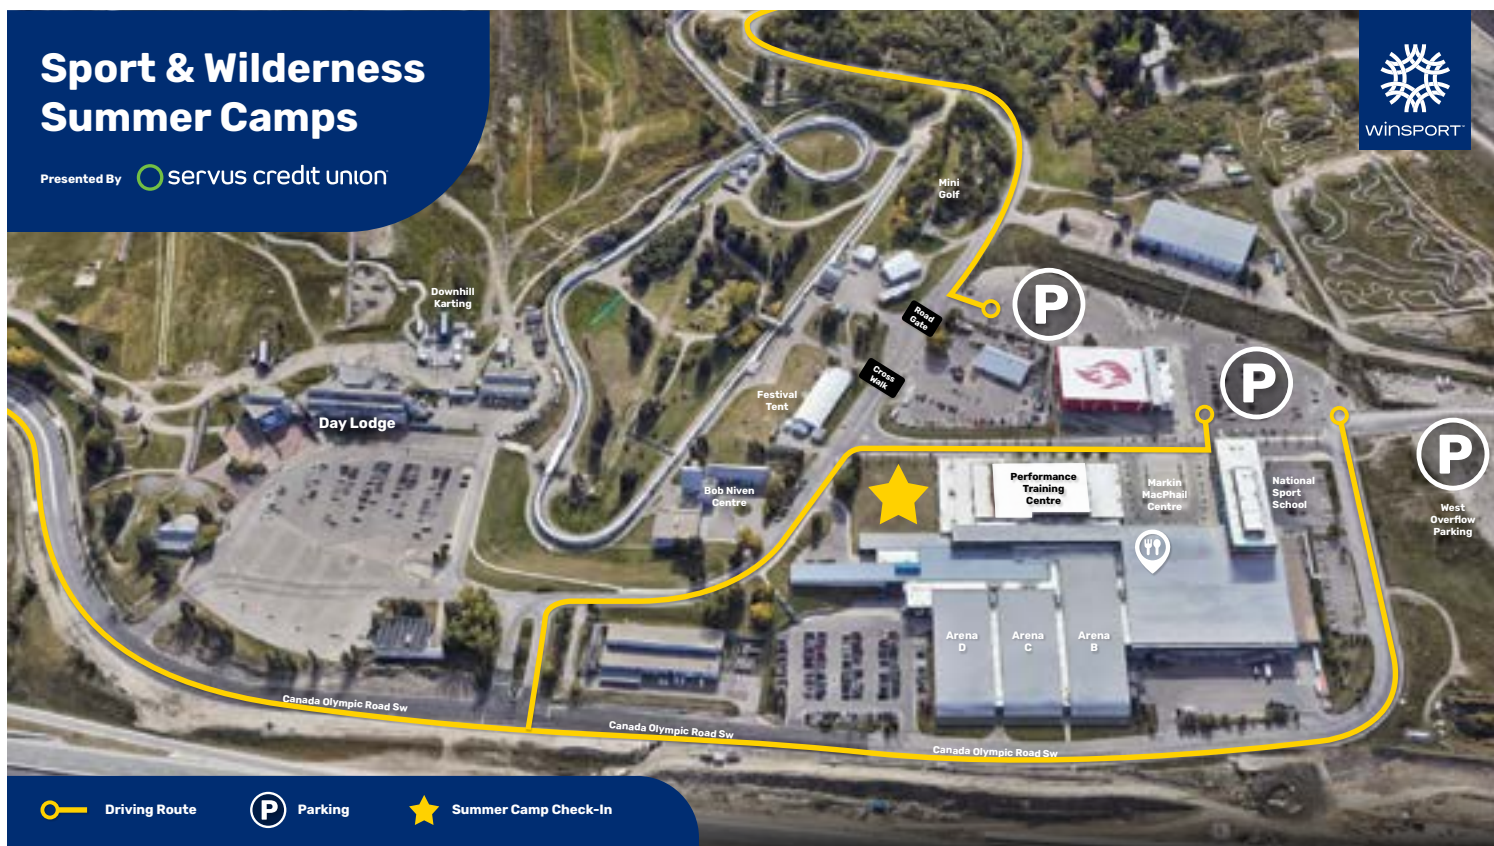 Sport & Wilderness
Summer Camps
Presented By servus credit union
WINSPORT
Mini
Golf
Downhill
Karting
P
Road
Gate
Cross
Walk
P
Festival
Tent
Day Lodge
P
West
Overflow
Parking
Bob Niven
Centre
Performance
Training
Centre
Markin
MacPhail
Centre
National
Sport
School
Arena
D
Arena
C
Arena
B
Canada Olympic Road Sw
Canada Olympic Road Sw
Canada Olympic Road Sw
Driving Route
P Parking
Summer Camp Check-In